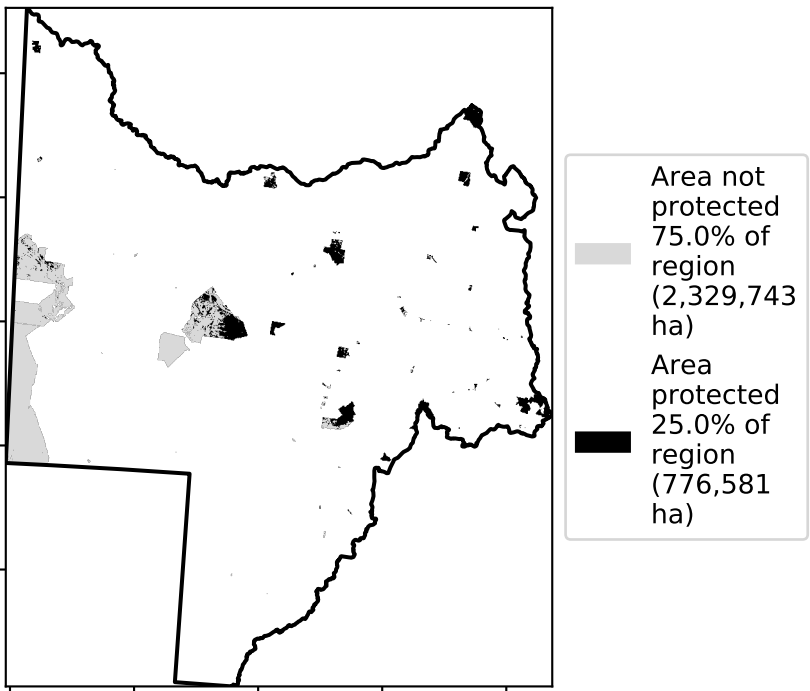 Area not
protected
75.0% of
region
(2,329,743
ha)
Area
protected
25.0% of
region
(776,581
ha)